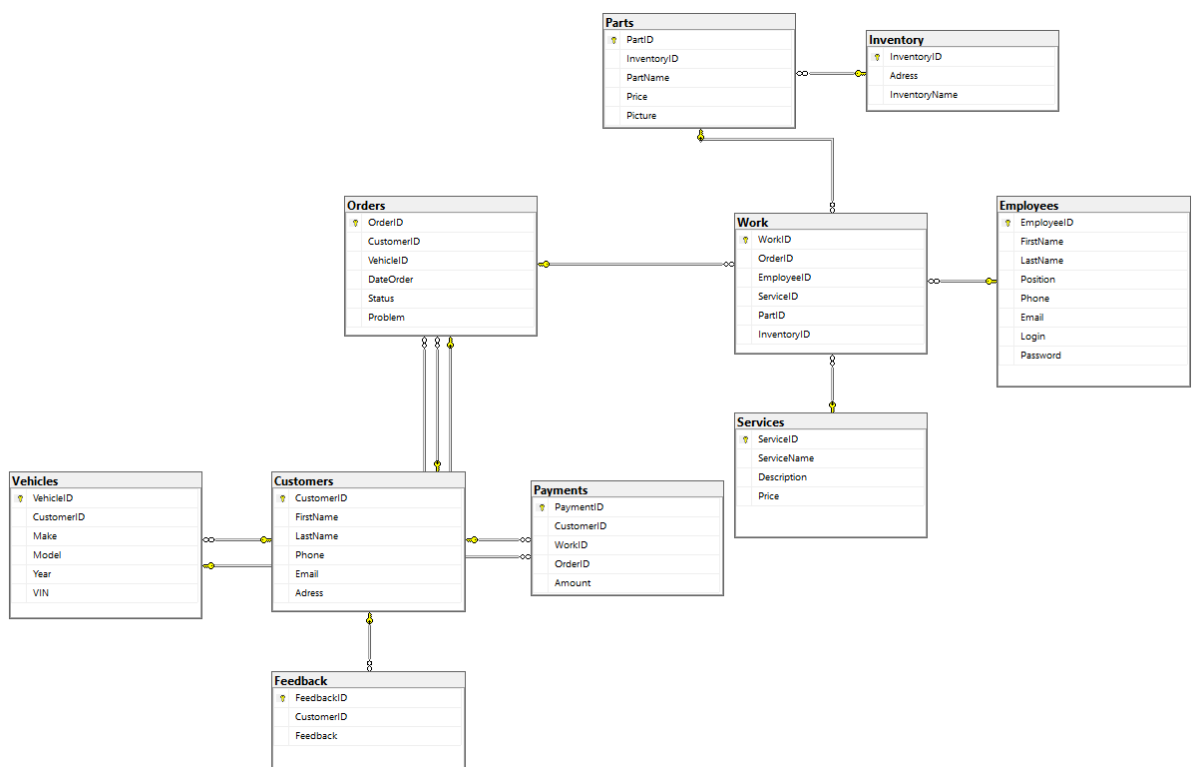 Parts
PartID
InventoryID
PartName
Price
Picture
Inventory
InventoryID
Adress
InventoryName
Orders
OrderID
CustomerID
VehicleID
DateOrder
Status
Problem
Work
WorkID
OrderID
EmployeeID
ServiceID
PartID
InventoryID
Employees
EmployeeID
FirstName
LastName
Position
Phone
Email
Login
Password
Services
ServiceID
ServiceName
Description
Price
Vehicles
VehicleID
CustomerID
Make
Model
Year
VIN
Customers
CustomerID
FirstName
LastName
Phone
Email
Adress
Payments
PaymentID
CustomerID
WorkID
OrderID
Amount
Feedback
FeedbackID
CustomerID
Feedback